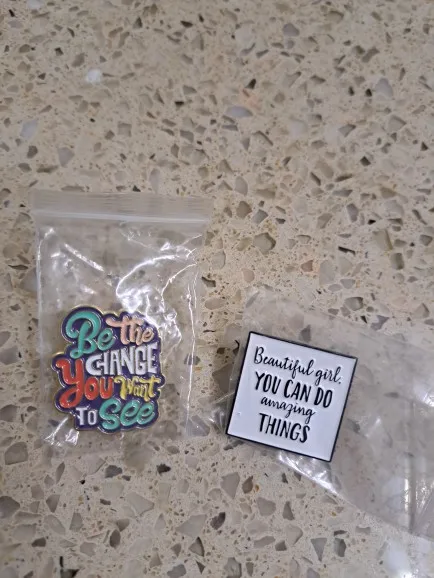 Be the
CHANGE
You Want
TO See
Beautiful girl,
YOU CAN DO
amazing
THINGS